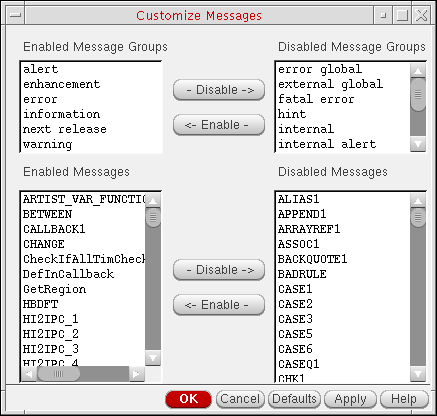 Customize Messages
Enabled Message Groups
Disabled Message Groups
alert
enhancement
error
information
next release
warning
- Disable ->
<- Enable -
error global
external global
fatal error
hint
internal
internal alert
Enabled Messages
Disabled Messages
ARTIST_VAR_FUNCTIO
BETWEEN
CALLBACK1
CHANGE
CheckIfAllTimCheck
DefInCallback
GetRegion
HBDFT
HI2IPC_1
HI2IPC_2
HI2IPC_3
HI2IPC_4
- Disable ->
<- Enable -
ALIAS1
APPEND1
ARRAYREF1
ASSOC1
BACKQUOTE1
BADRULE
CASE1
CASE2
CASE3
CASE5
CASE6
CASEQ1
CHK1
OK
Cancel
Defaults
Apply
Help